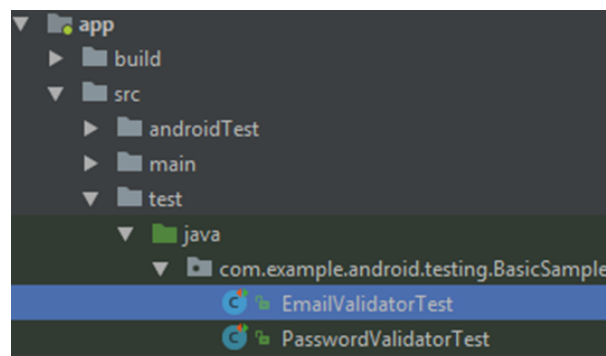 app
build
src
androidTest
main
test
java
com.example.android.testing.BasicSample
EmailValidatorTest
PasswordValidatorTest